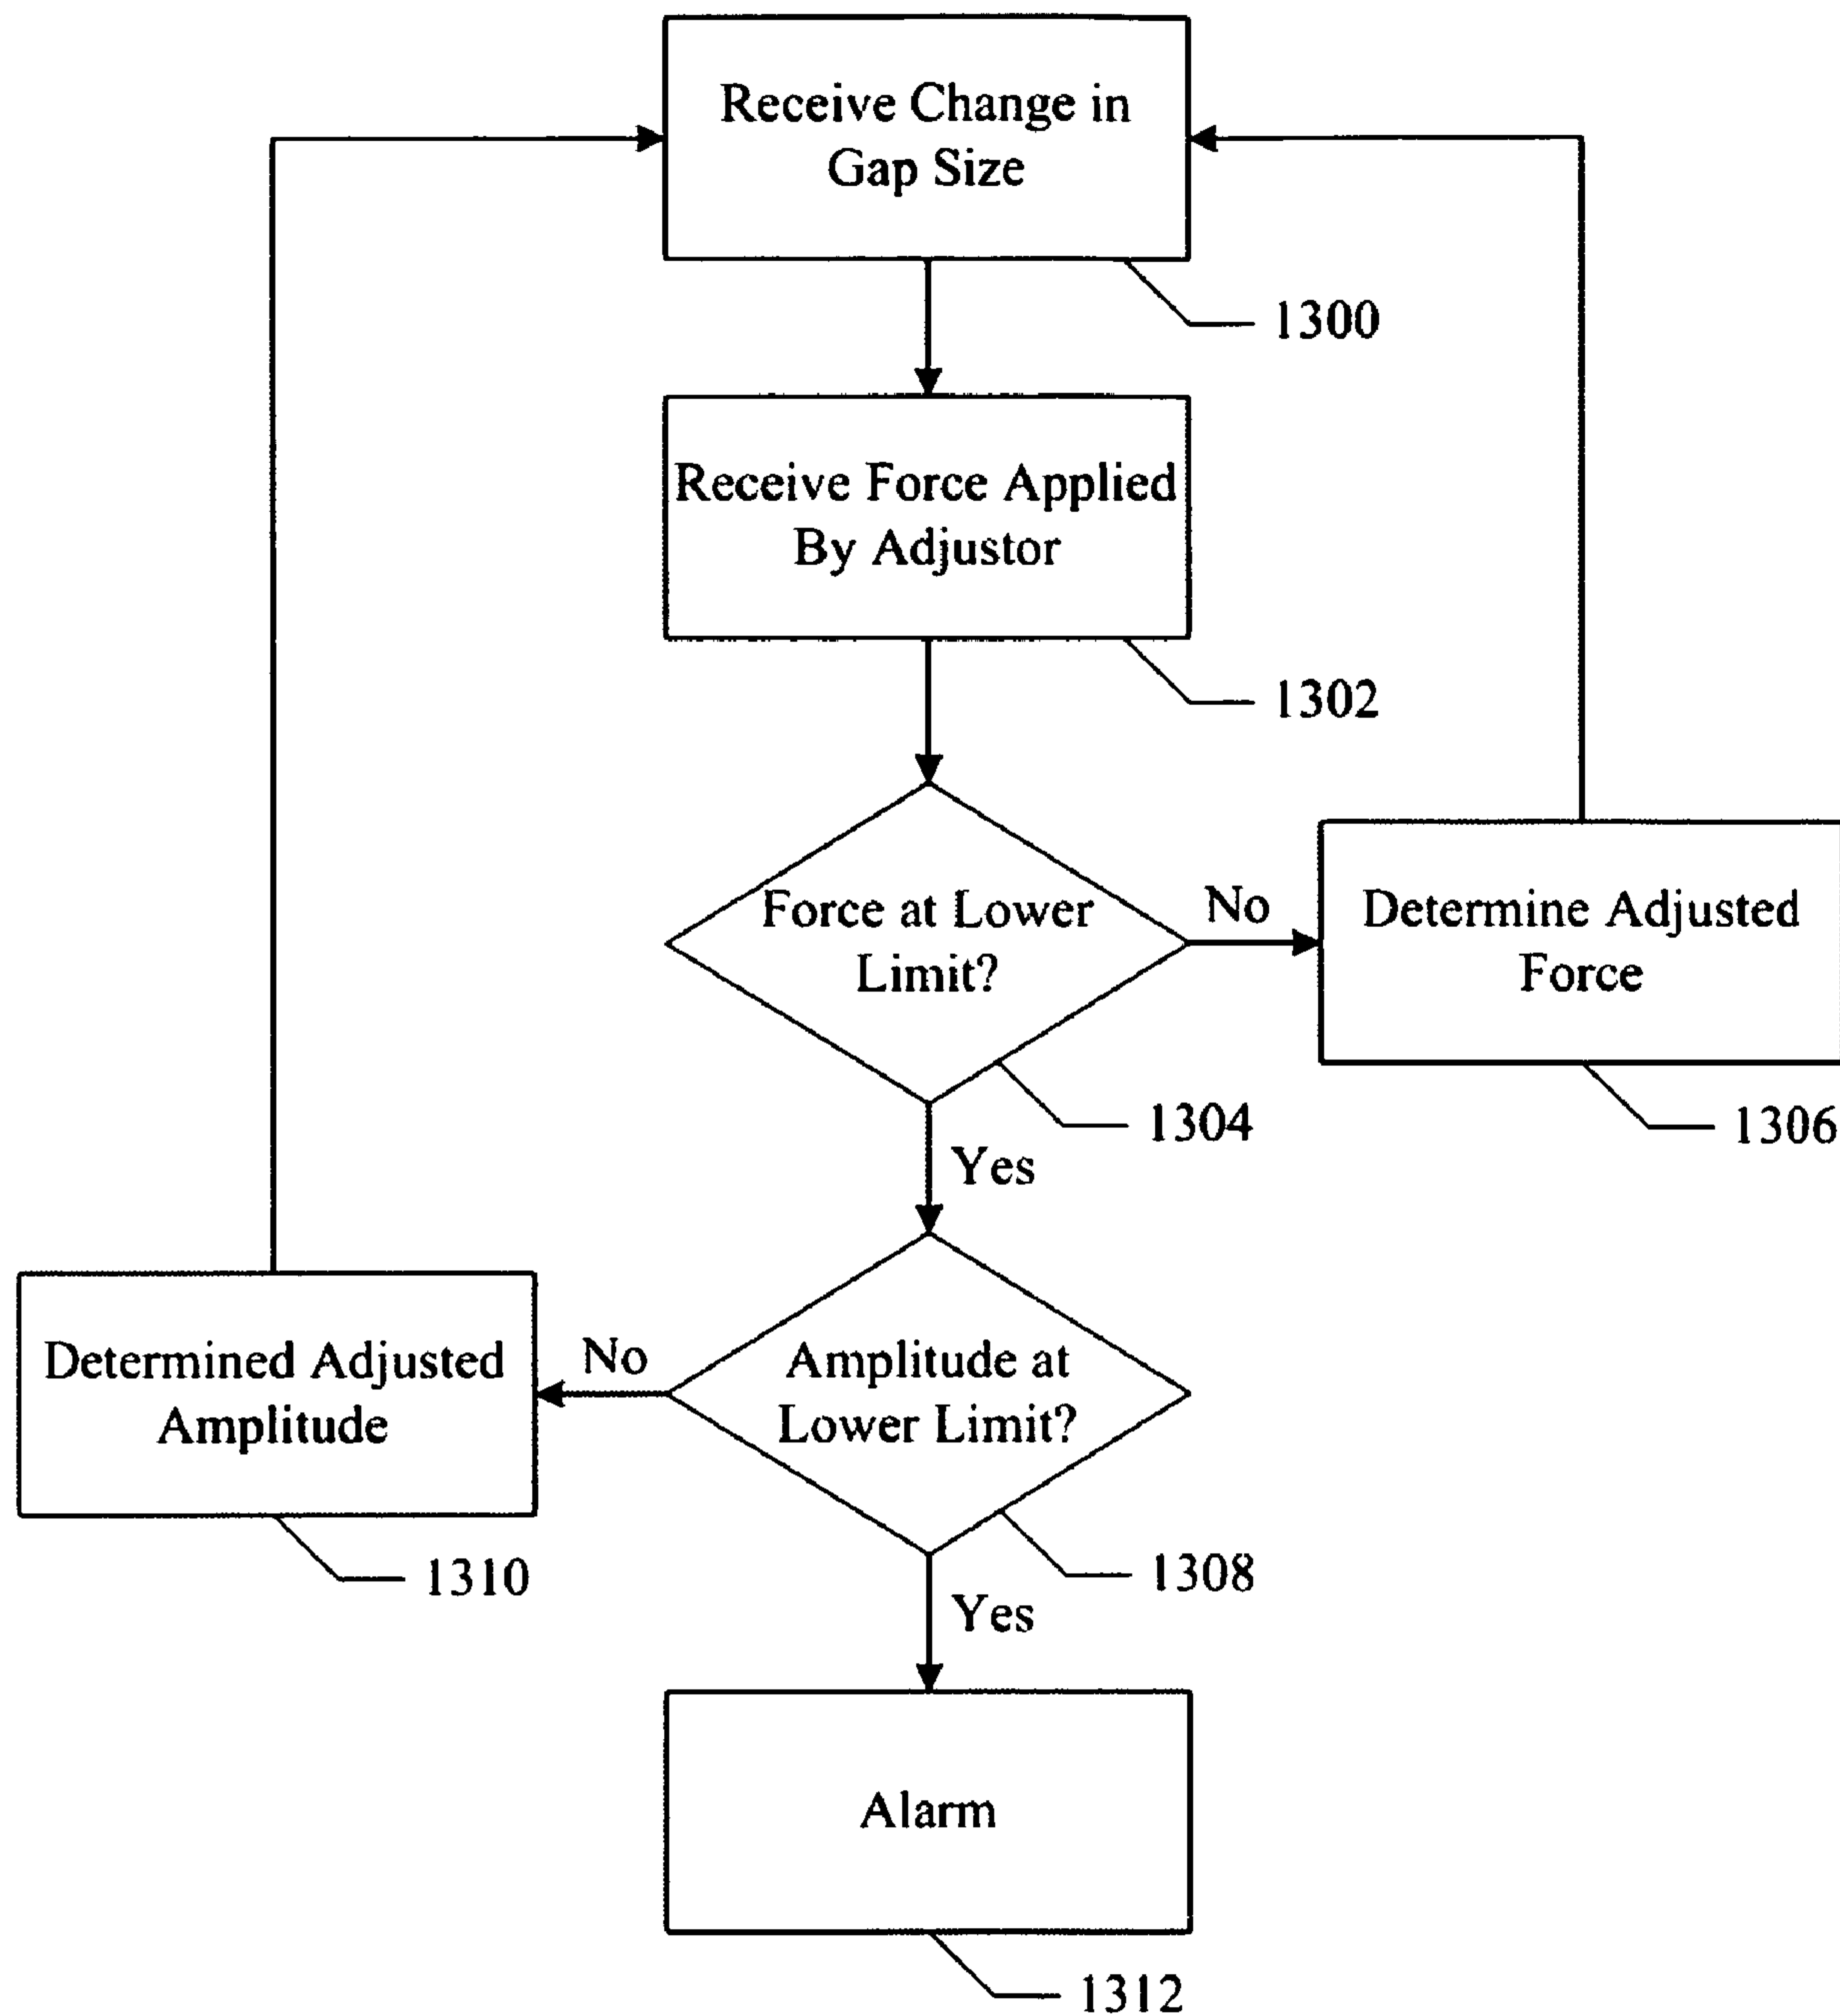 Receive Change in
Gap Size
1300
Receive Force Applied
By Adjustor
1302
Force at Lower
Limit?
No
Determine Adjusted
Force
1304
1306
Yes
Determined Adjusted
Amplitude
No
Amplitude at
Lower Limit?
1310
1308
Yes
Alarm
1312